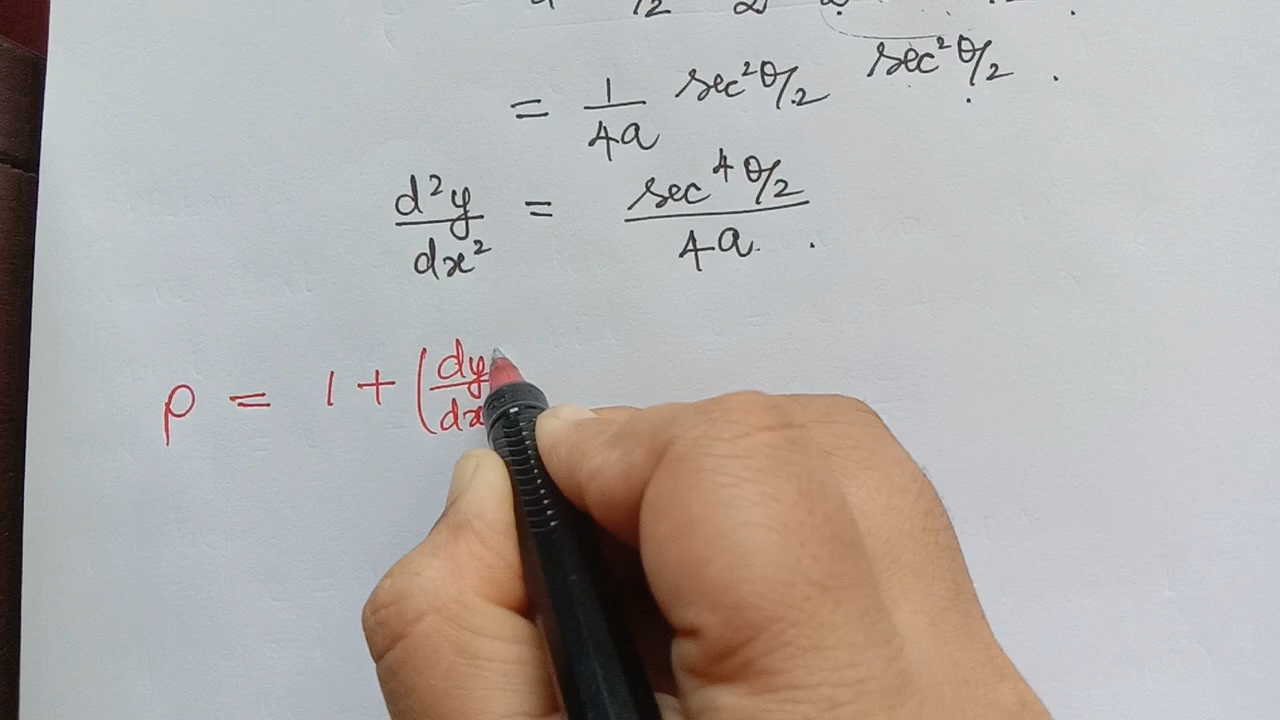 = 1/4a sec²θ/2 sec²θ/2 .
d²y/dx² = sec⁴θ/2 / 4a .
ρ = 1 + (dy/dx